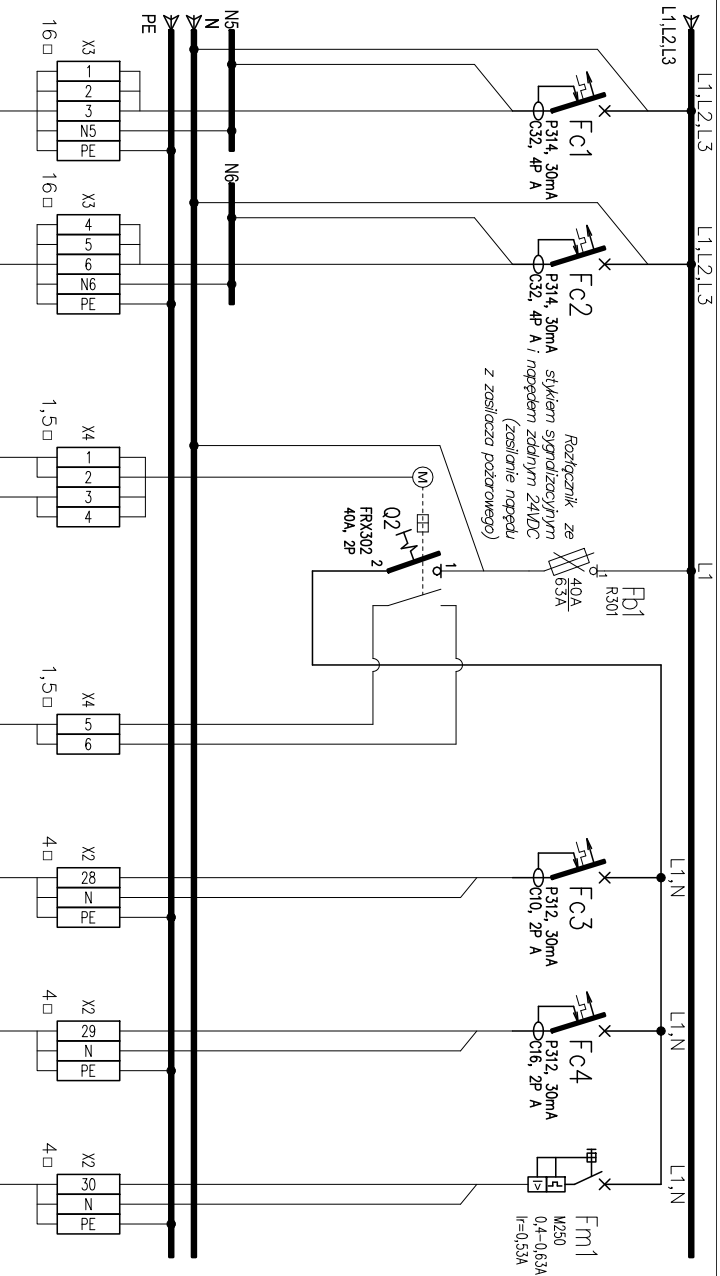 L1,L2,L3
L1,L2,L3
L1,L2,L3
L1
L1,N
L1,N
L1,N
Fc1
P314, 30mA
C32, 4P A
Fc2
P314, 30mA
C32, 4P A
Rozłącznik ze
stykiem sygnalizacyjnym
i napędem zdalnym 24VDC
(zasilanie napędu
z zasilacza pożarowego)
Fb1
R301
40A
63A
1
Fc3
P312, 30mA
C10, 2P A
Fc4
P312, 30mA
C16, 2P A
Fm1
M250
0,4-0,63A
Ir=0,53A
I>
M
Q2
FRX302
40A, 2P
1
2
N5
N6
N
PE
X3
1
2
3
N5
PE
16□
X3
4
5
6
N6
PE
16□
X4
1
2
3
4
1,5□
X4
5
6
1,5□
X2
28
N
PE
4□
X2
29
N
PE
4□
X2
30
N
PE
4□